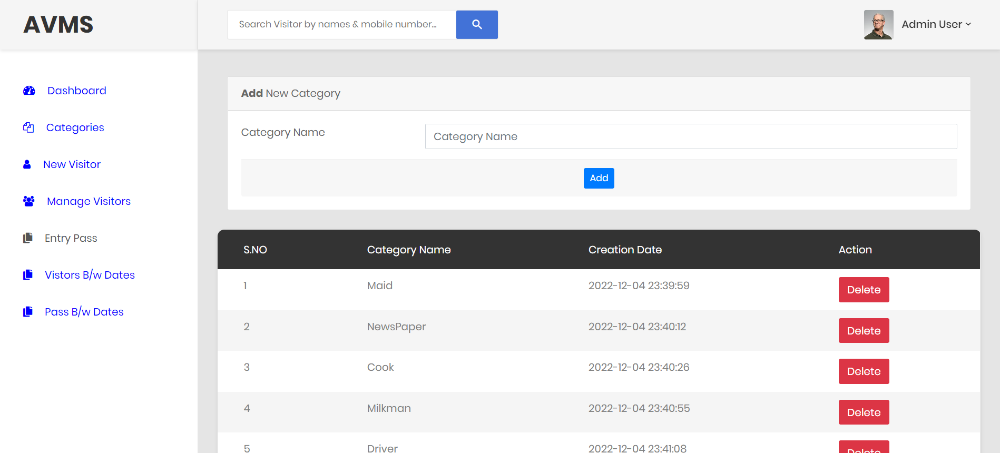 AVMS
Search Visitor by names & mobile number...
Admin User
Dashboard
Categories
New Visitor
Manage Visitors
Entry Pass
Vistors B/w Dates
Pass B/w Dates
Add New Category
Category Name
Category Name
Add
S.NO Category Name Creation Date Action
1 Maid 2022-12-04 23:39:59 Delete
2 NewsPaper 2022-12-04 23:40:12 Delete
3 Cook 2022-12-04 23:40:26 Delete
4 Milkman 2022-12-04 23:40:55 Delete
5 Driver 2022-12-04 23:41:08 Delete